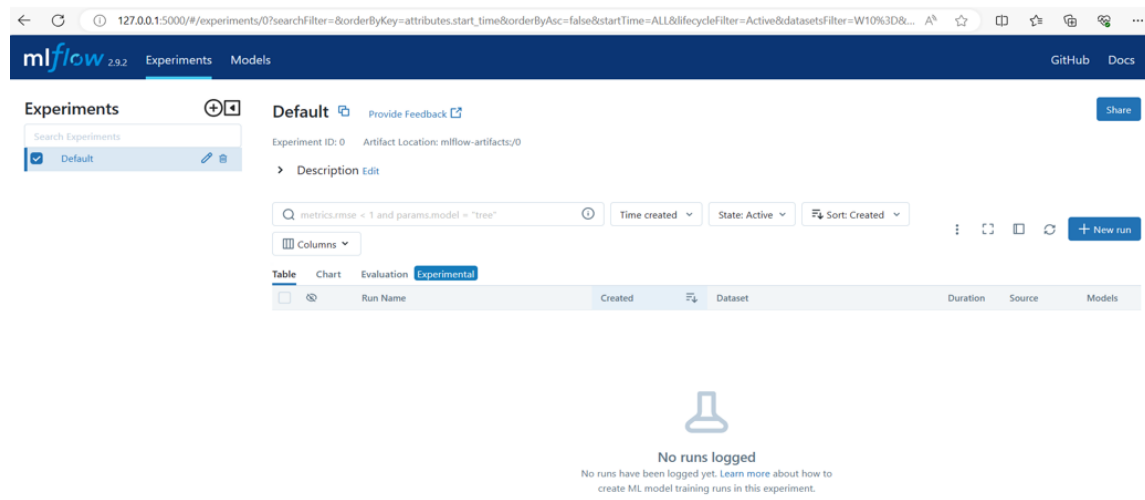 127.0.0.1:5000/#/experiments/0?searchFilter=&orderByKey=attributes.start_time&orderByAsc=false&startTime=ALL&lifecycleFilter=Active&datasetsFilter=W10%3D&...
mlflow 2.9.2 Experiments Models GitHub Docs
Experiments
Search Experiments
Default
Default Provide Feedback Share
Experiment ID: 0 Artifact Location: mlflow-artifacts:/0
Description Edit
metrics.rmse < 1 and params.model = "tree" Time created State: Active Sort: Created
Columns
+ New run
Table Chart Evaluation Experimental
Run Name Created Dataset Duration Source Models
No runs logged
No runs have been logged yet. Learn more about how to
create ML model training runs in this experiment.